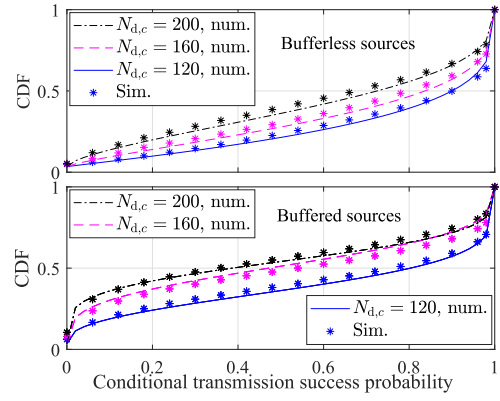 1
N_{d,c} = 200, num.
N_{d,c} = 160, num.
N_{d,c} = 120, num.
Sim.
Bufferless sources
CDF
0.5
0
1
N_{d,c} = 200, num.
N_{d,c} = 160, num.
Buffered sources
CDF
0.5
N_{d,c} = 120, num.
Sim.
0
0 0.2 0.4 0.6 0.8 1
Conditional transmission success probability